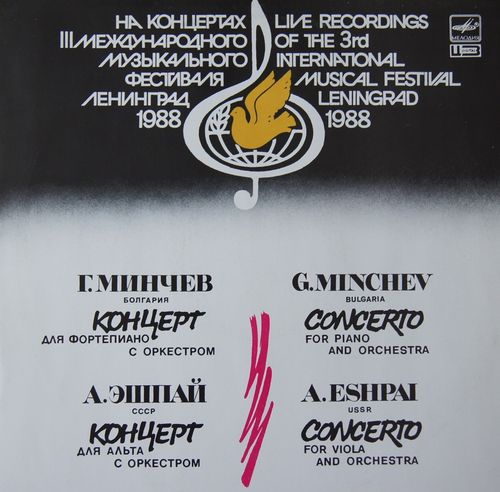 НА КОНЦЕРТАХ
III МЕЖДУНАРОДНОГО
МУЗЫКАЛЬНОГО
ФЕСТИВАЛЯ
ЛЕНИНГРАД
1988
LIVE RECORDINGS
OF THE 3rd
INTERNATIONAL
MUSICAL FESTIVAL
LENINGRAD
1988
МЕЛОДИЯ
Г. МИНЧЕВ
БОЛГАРИЯ
КОНЦЕРТ
ДЛЯ ФОРТЕПИАНО
С ОРКЕСТРОМ
G. MINCHEV
BULGARIA
CONCERTO
FOR PIANO
AND ORCHESTRA
А. ЭШПАЙ
СССР
КОНЦЕРТ
ДЛЯ АЛЬТА
С ОРКЕСТРОМ
A. ESHPAI
USSR
CONCERTO
FOR VIOLA
AND ORCHESTRA